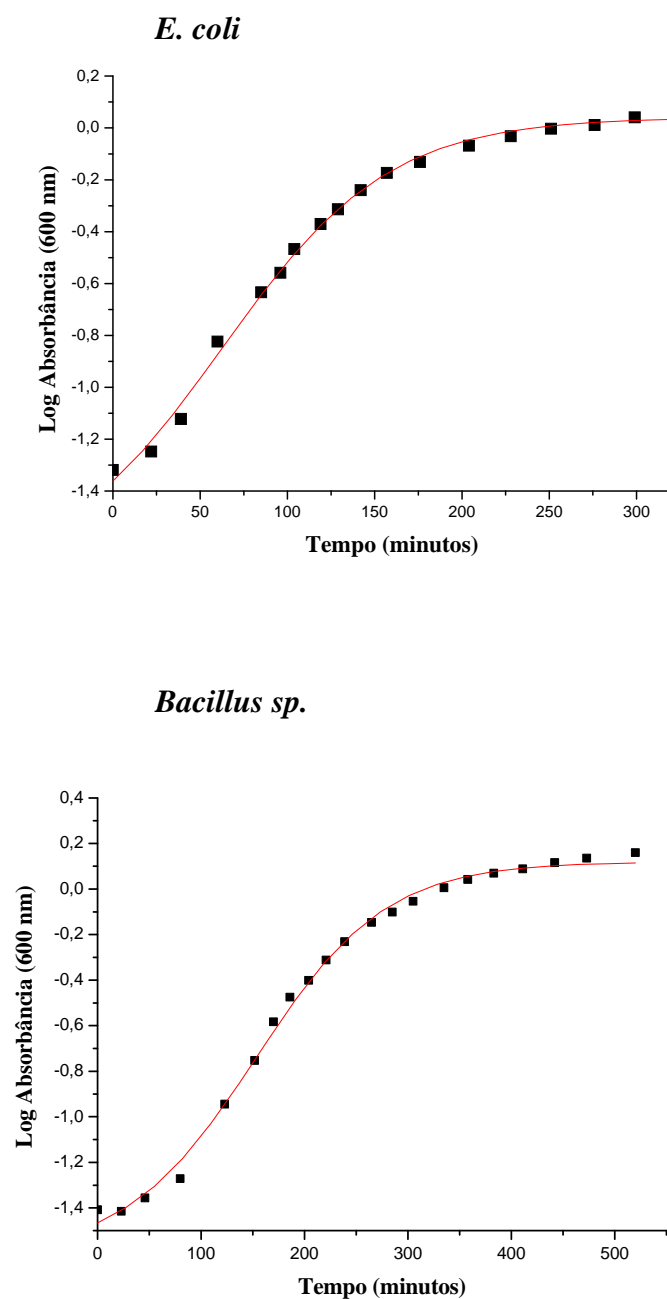 E. coli
0,2
0,0
-0,2
-0,4
-0,6
-0,8
-1,0
-1,2
-1,4
Log Absorbância (600 nm)
0 50 100 150 200 250 300
Tempo (minutos)
Bacillus sp.
0,4
0,2
0,0
-0,2
-0,4
-0,6
-0,8
-1,0
-1,2
-1,4
Log Absorbância (600 nm)
0 100 200 300 400 500
Tempo (minutos)